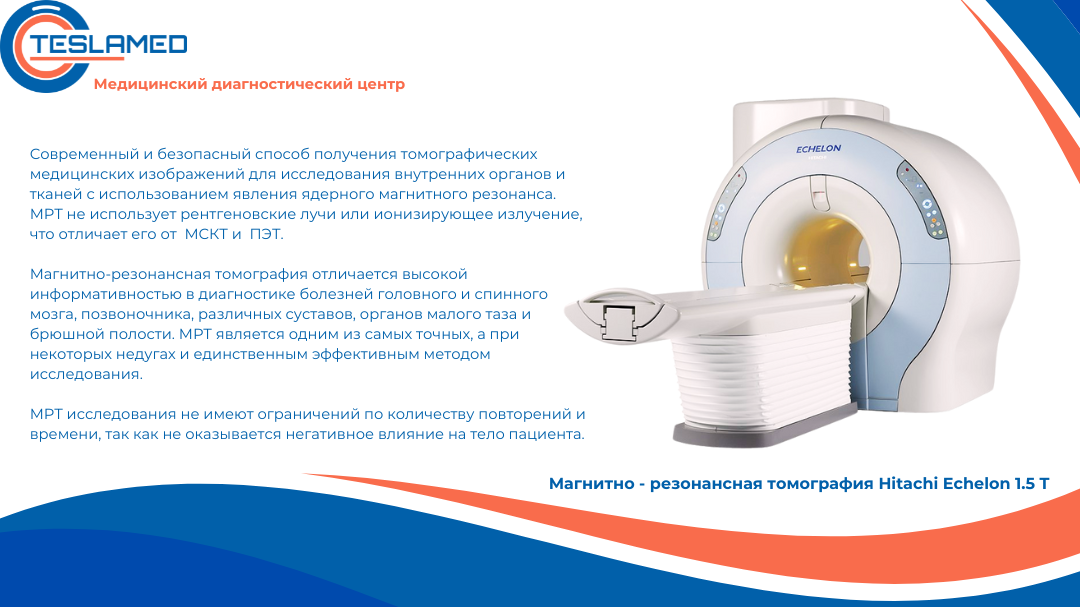 TESLAMED
Медицинский диагностический центр
Современный и безопасный способ получения томографических
медицинских изображений для исследования внутренних органов и
тканей с использованием явления ядерного магнитного резонанса.
МРТ не использует рентгеновские лучи или ионизирующее излучение,
что отличает его от МСКТ и ПЭТ.
Магнитно-резонансная томография отличается высокой
информативностью в диагностике болезней головного и спинного
мозга, позвоночника, различных суставов, органов малого таза и
брюшной полости. МРТ является одним из самых точных, а при
некоторых недугах и единственным эффективным методом
исследования.
МРТ исследования не имеют ограничений по количеству повторений и
времени, так как не оказывается негативное влияние на тело пациента.
ECHELON
Магнитно - резонансная томография Hitachi Echelon 1.5 T